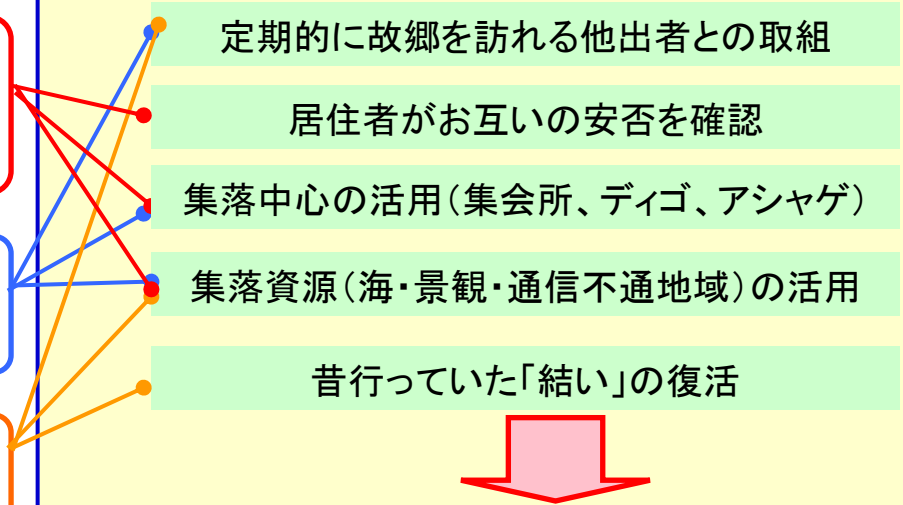 定期的に故郷を訪れる他出者との取組
居住者がお互いの安否を確認
集落中心の活用(集会所、ディゴ、アシャゲ)
集落資源(海・景観・通信不通地域)の活用
昔行っていた「結い」の復活